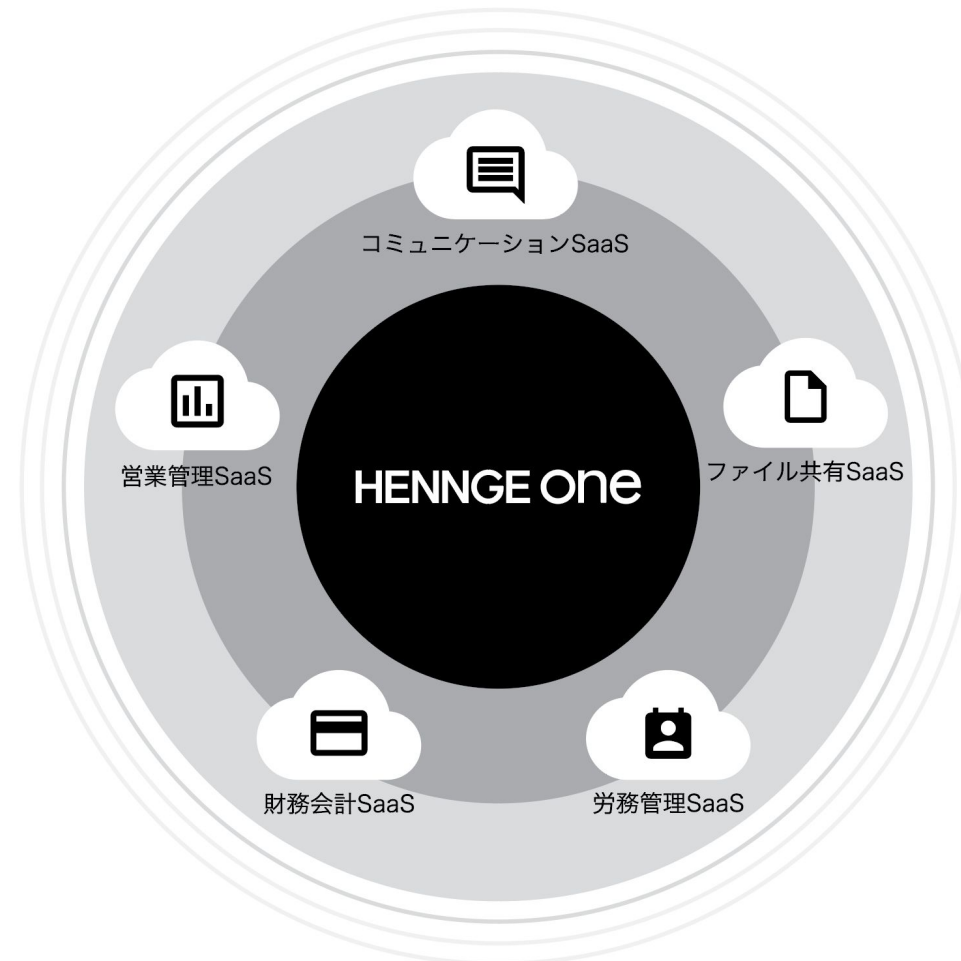 コミュニケーションSaaS
営業管理SaaS
ファイル共有SaaS
HENNGE one
財務会計SaaS
労務管理SaaS